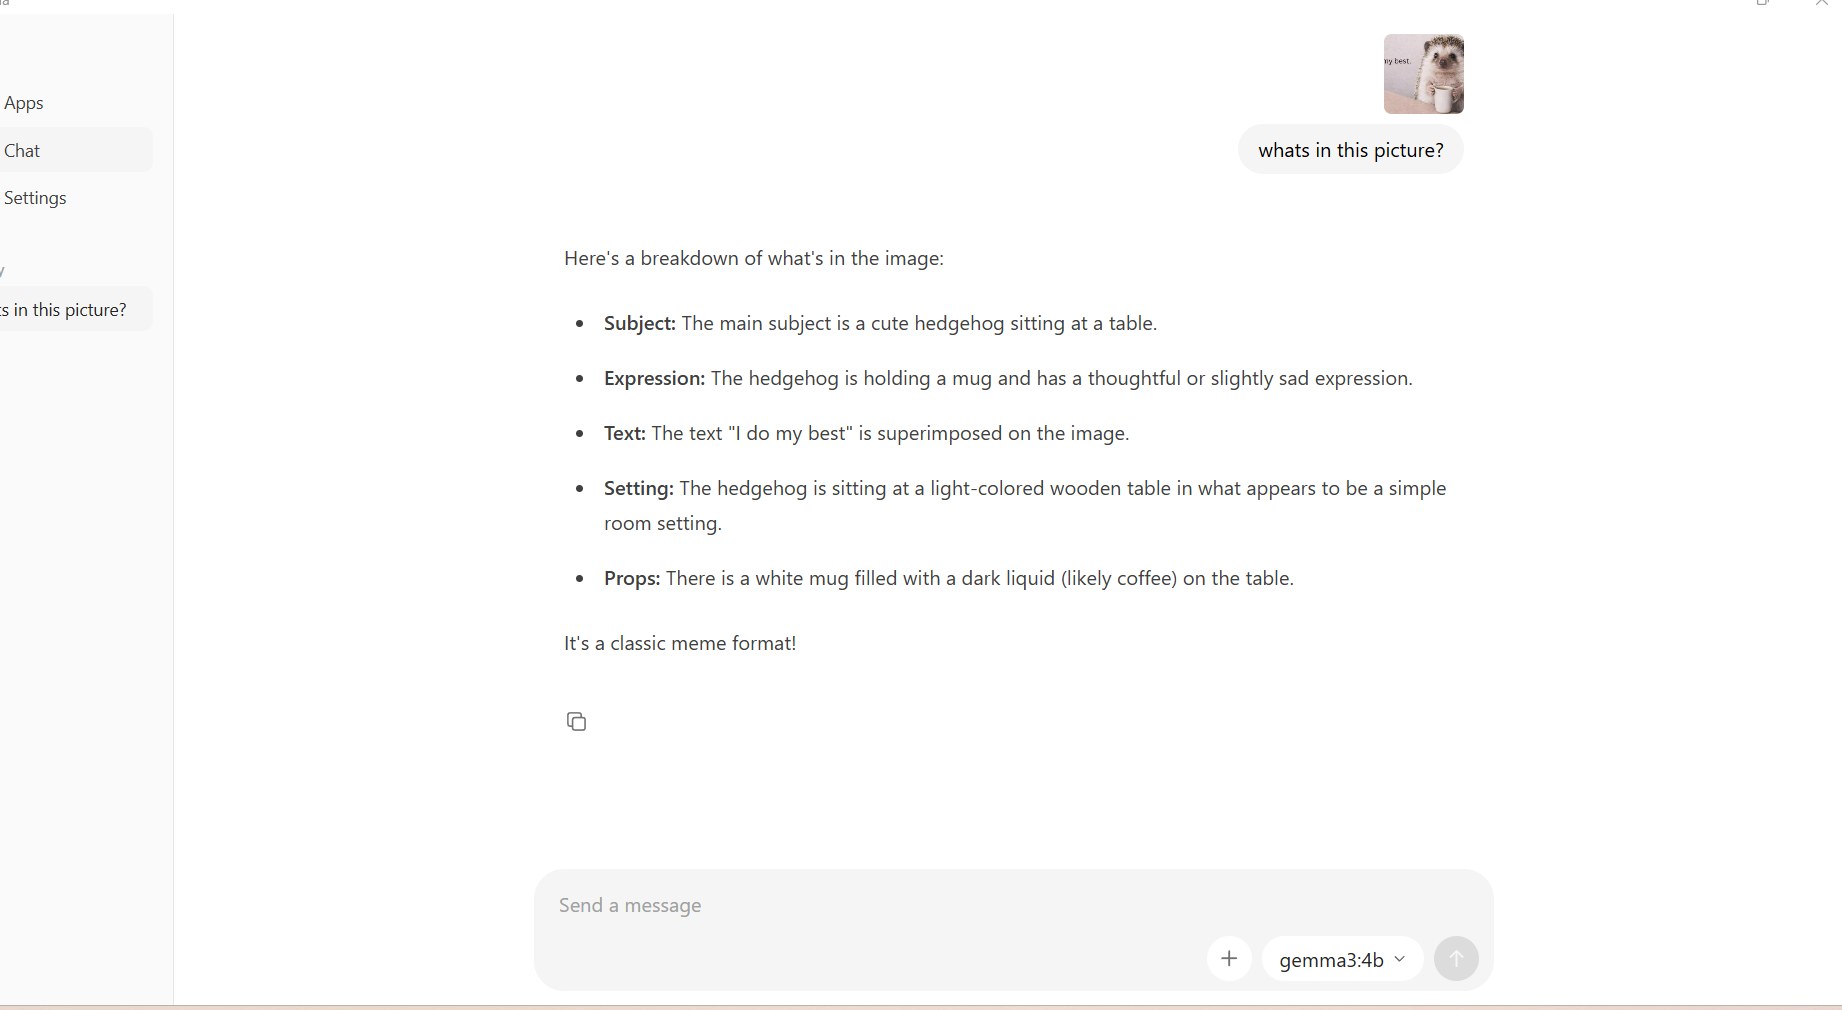 Apps
Chat
Settings
in this picture?
my best.
whats in this picture?
Here's a breakdown of what's in the image:
Subject: The main subject is a cute hedgehog sitting at a table.
Expression: The hedgehog is holding a mug and has a thoughtful or slightly sad expression.
Text: The text "I do my best" is superimposed on the image.
Setting: The hedgehog is sitting at a light-colored wooden table in what appears to be a simple
room setting.
Props: There is a white mug filled with a dark liquid (likely coffee) on the table.
It's a classic meme format!
Send a message
gemma3:4b